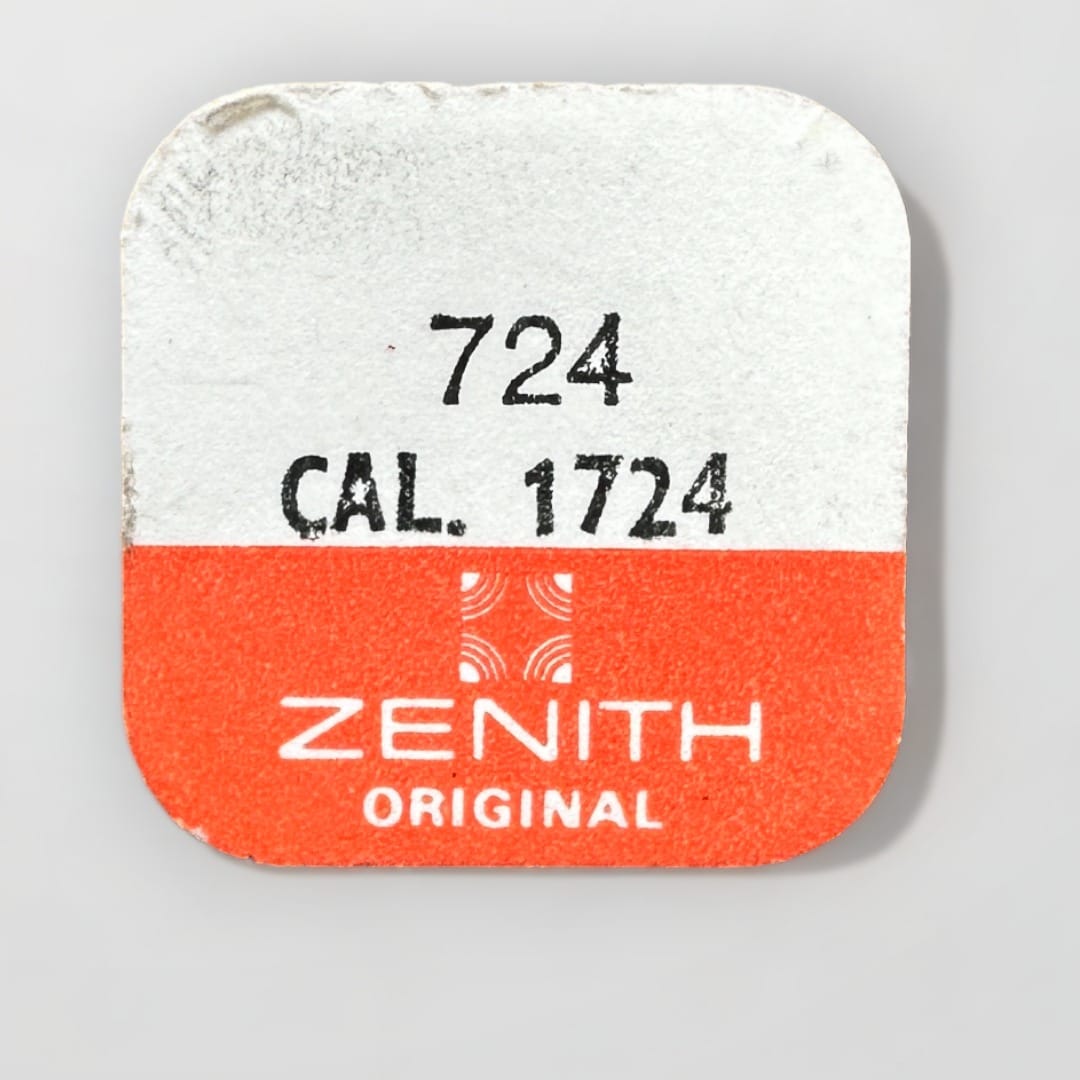 724
CAL. 1724
ZENITH
ORIGINAL